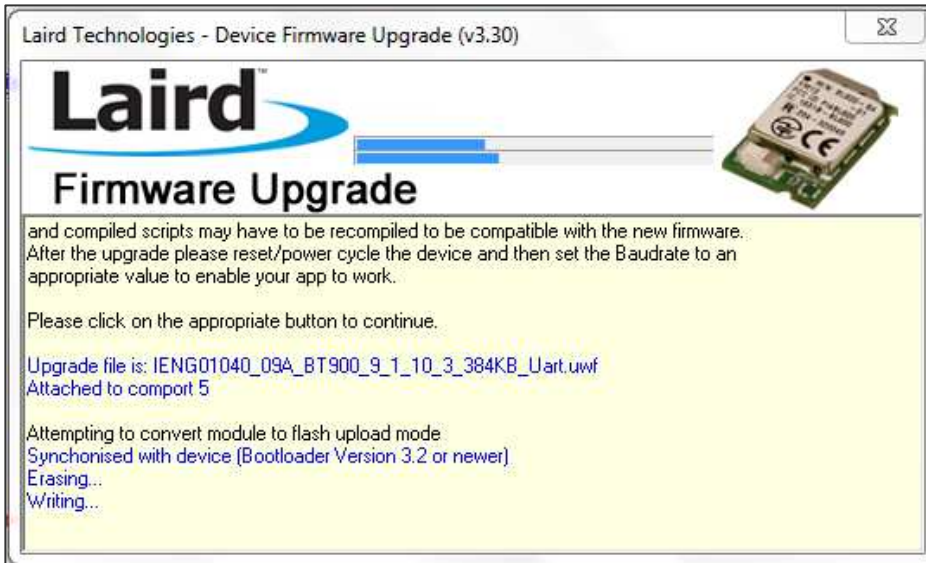 Laird Technologies - Device Firmware Upgrade (v3.30)
Laird™
Firmware Upgrade
and compiled scripts may have to be recompiled to be compatible with the new firmware.
After the upgrade please reset/power cycle the device and then set the Baudrate to an
appropriate value to enable your app to work.
Please click on the appropriate button to continue.
Upgrade file is: IENG01040_09A_BT900_9_1_10_3_384KB_Uart.uwf
Attached to comport 5
Attempting to convert module to flash upload mode
Synchonised with device (Bootloader Version 3.2 or newer)
Erasing...
Writing...